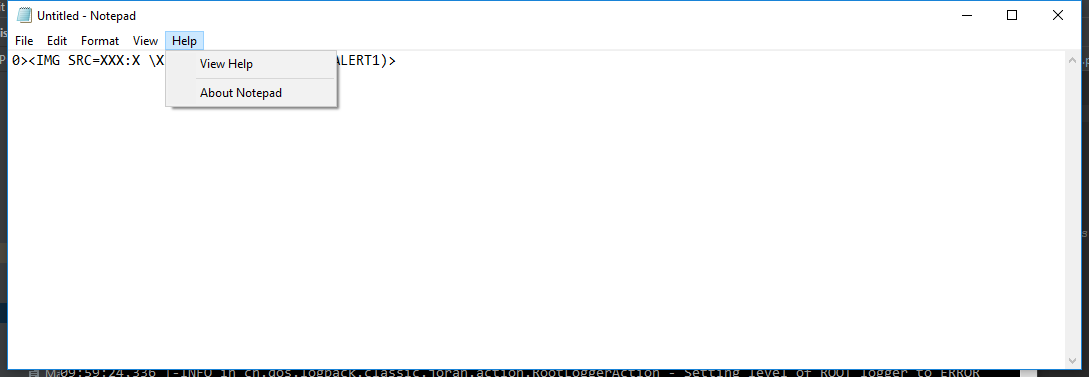 Untitled - Notepad
File Edit Format View Help
0><IMG SRC=XXX:X \X ALERT1)>
View Help
About Notepad
09:59:24.336 |-INFO in ch.qos.logback.classic.joran.action.RootLoggerAction - Setting level of ROOT logger to ERROR